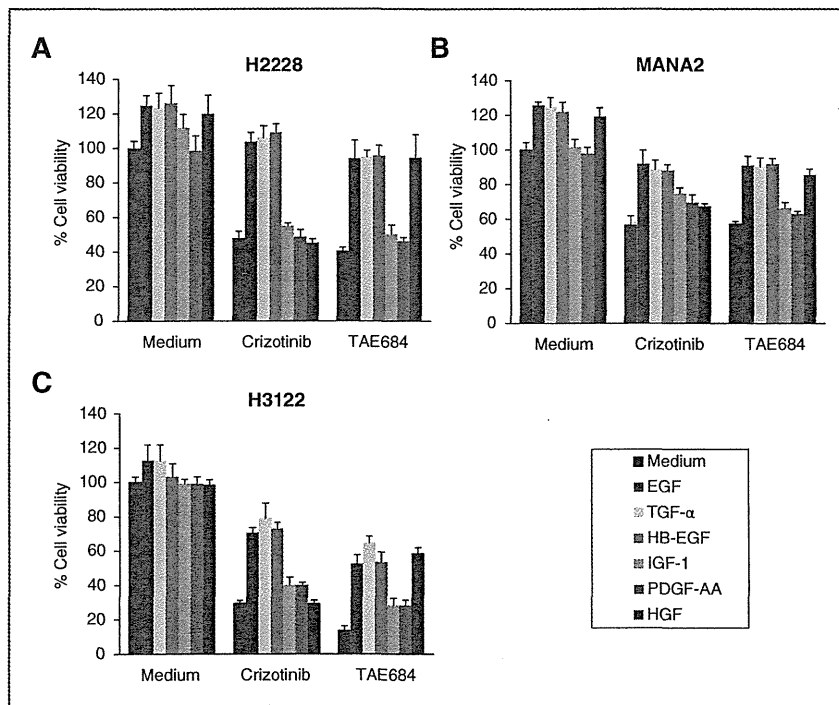 A
H2228
% Cell viability
140
120
100
80
60
40
20
0
Medium
Crizotinib
TAE684
B
MANA2
% Cell viability
140
120
100
80
60
40
20
0
Medium
Crizotinib
TAE684
C
H3122
% Cell viability
140
120
100
80
60
40
20
0
Medium
Crizotinib
TAE684
Medium
EGF
TGF-α
HB-EGF
IGF-1
PDGF-AA
HGF